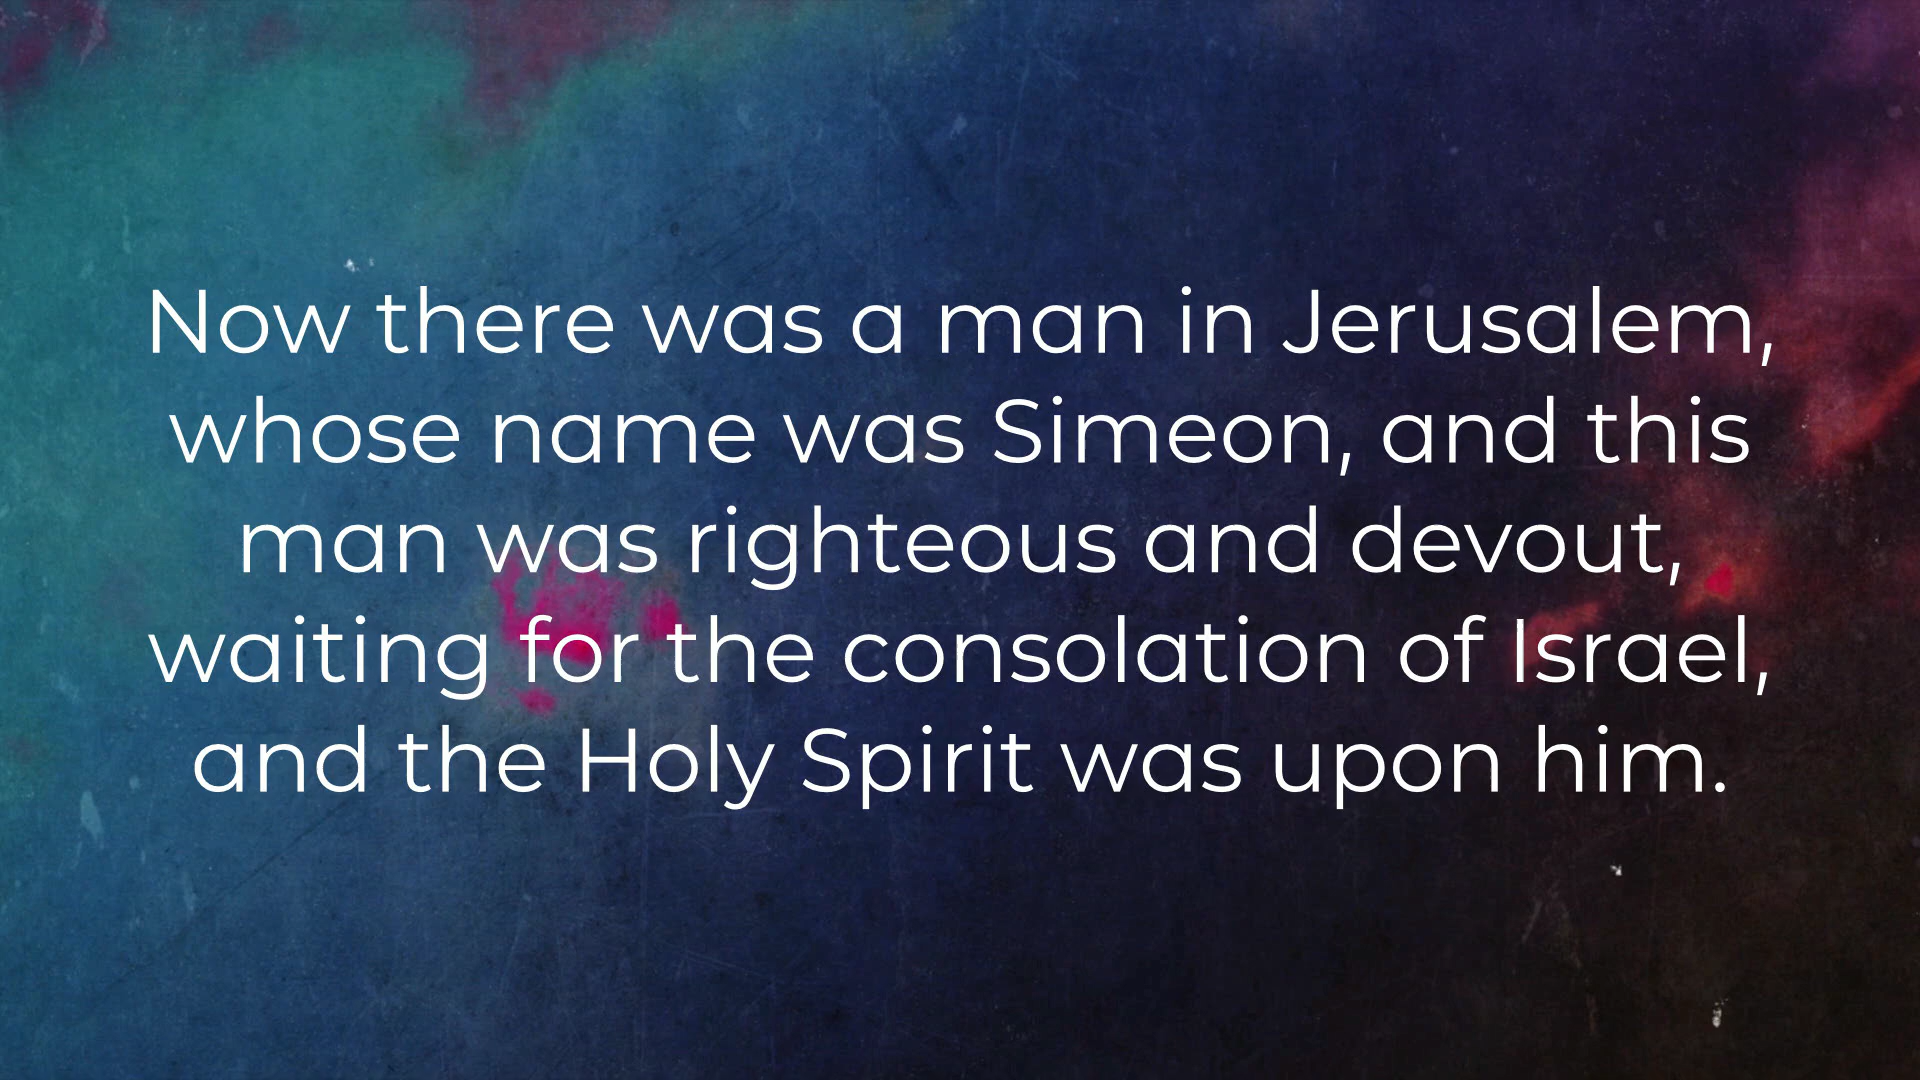 Now there was a man in Jerusalem,
whose name was Simeon, and this
man was righteous and devout,
waiting for the consolation of Israel,
and the Holy Spirit was upon him.